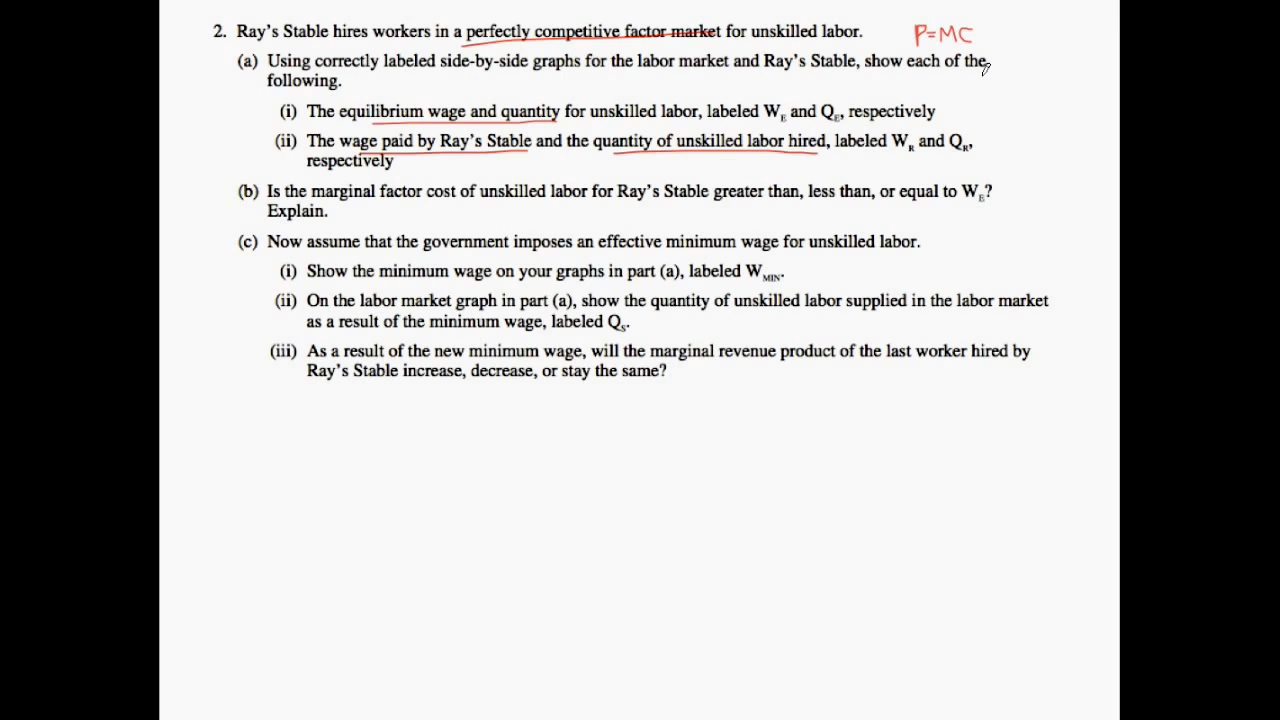 2. Ray's Stable hires workers in a perfectly competitive factor market for unskilled labor. P=MC
(a) Using correctly labeled side-by-side graphs for the labor market and Ray's Stable, show each of the
following.
(i) The equilibrium wage and quantity for unskilled labor, labeled W_E and Q_E, respectively
(ii) The wage paid by Ray's Stable and the quantity of unskilled labor hired, labeled W_R and Q_R,
respectively
(b) Is the marginal factor cost of unskilled labor for Ray's Stable greater than, less than, or equal to W_E?
Explain.
(c) Now assume that the government imposes an effective minimum wage for unskilled labor.
(i) Show the minimum wage on your graphs in part (a), labeled W_MIN.
(ii) On the labor market graph in part (a), show the quantity of unskilled labor supplied in the labor market
as a result of the minimum wage, labeled Q_S.
(iii) As a result of the new minimum wage, will the marginal revenue product of the last worker hired by
Ray's Stable increase, decrease, or stay the same?